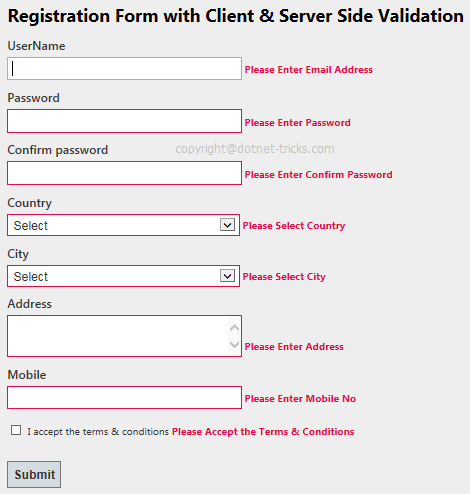 Registration Form with Client & Server Side Validation
UserName
Please Enter Email Address
Password
Please Enter Password
Confirm password
copyright@dotnet-tricks.com
Please Enter Confirm Password
Country
Select
Please Select Country
City
Select
Please Select City
Address
Please Enter Address
Mobile
Please Enter Mobile No
I accept the terms & conditions Please Accept the Terms & Conditions
Submit